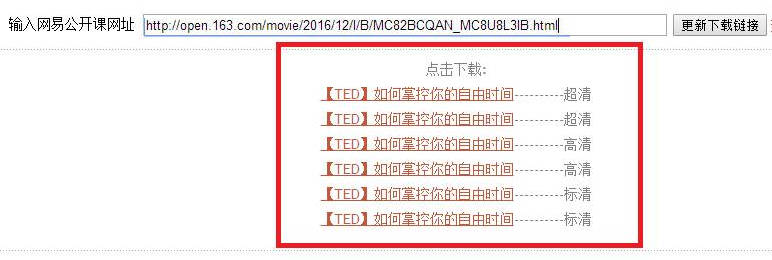 输入网易公开课网址 http://open.163.com/movie/2016/12/I/B/MC82BCQAN_MC8U8L3IB.html 更新下载链接
点击下载:
【TED】如何掌控你的自由时间----------超清
【TED】如何掌控你的自由时间----------超清
【TED】如何掌控你的自由时间----------高清
【TED】如何掌控你的自由时间----------高清
【TED】如何掌控你的自由时间----------标清
【TED】如何掌控你的自由时间----------标清